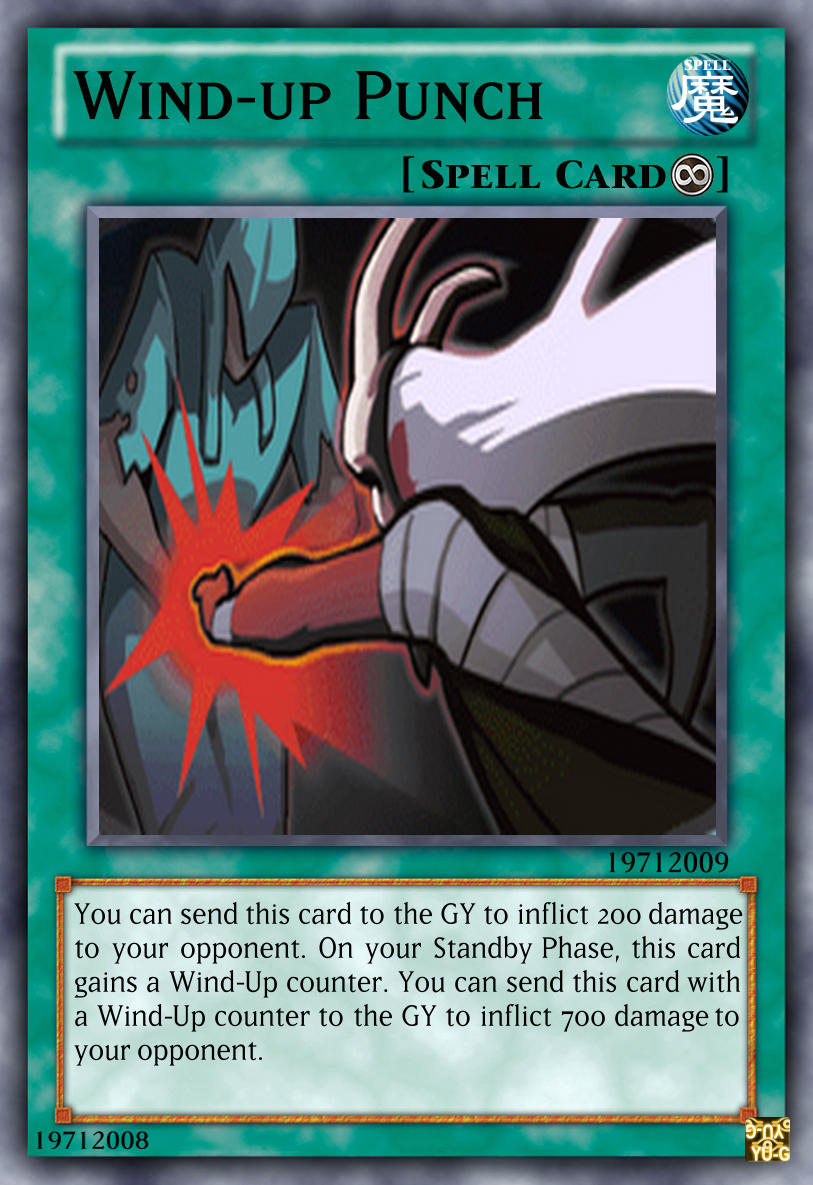 Wind-up Punch
SPELL
魔
[Spell Card]
19712009
You can send this card to the GY to inflict 200 damage
to your opponent. On your Standby Phase, this card
gains a Wind-Up counter. You can send this card with
a Wind-Up counter to the GY to inflict 700 damage to
your opponent.
19712008